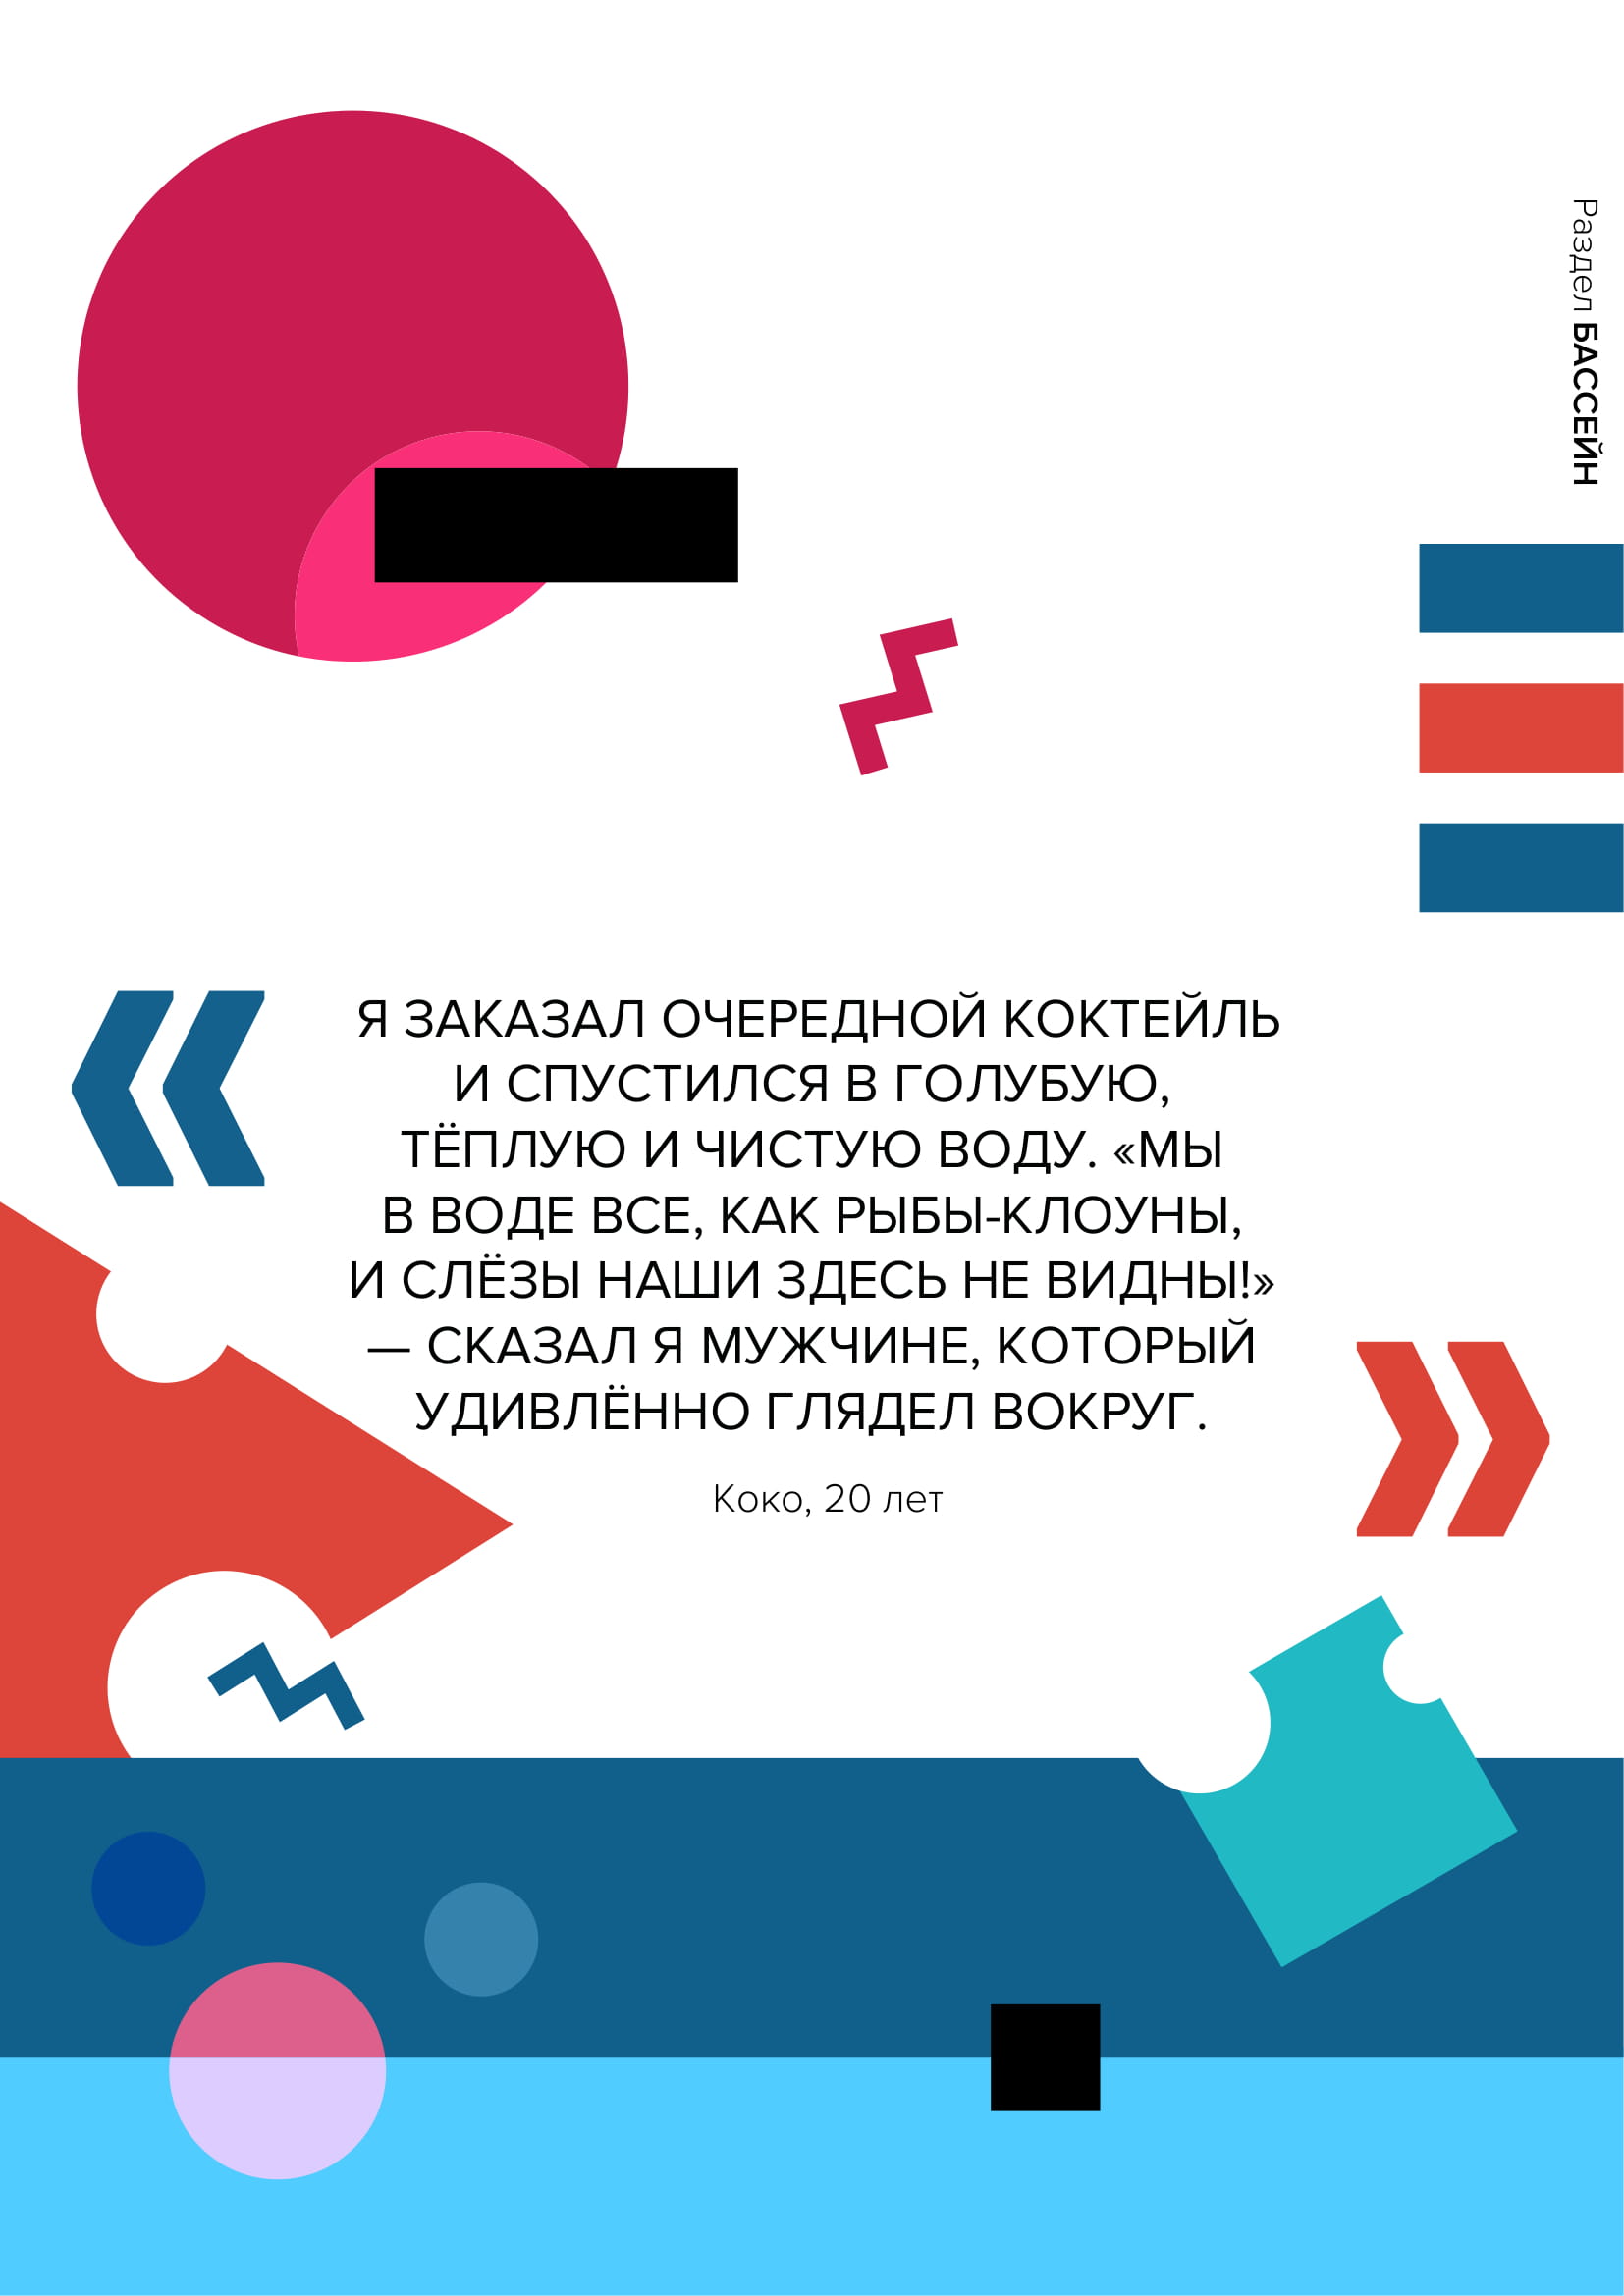 Раздел БАССЕЙН
«
Я ЗАКАЗАЛ ОЧЕРЕДНОЙ КОКТЕЙЛЬ
И СПУСТИЛСЯ В ГОЛУБУЮ,
ТЁПЛУЮ И ЧИСТУЮ ВОДУ. «МЫ
В ВОДЕ ВСЕ, КАК РЫБЫ-КЛОУНЫ,
И СЛЁЗЫ НАШИ ЗДЕСЬ НЕ ВИДНЫ!»
— СКАЗАЛ Я МУЖЧИНЕ, КОТОРЫЙ
УДИВЛЁННО ГЛЯДЕЛ ВОКРУГ.
»
Коко, 20 лет